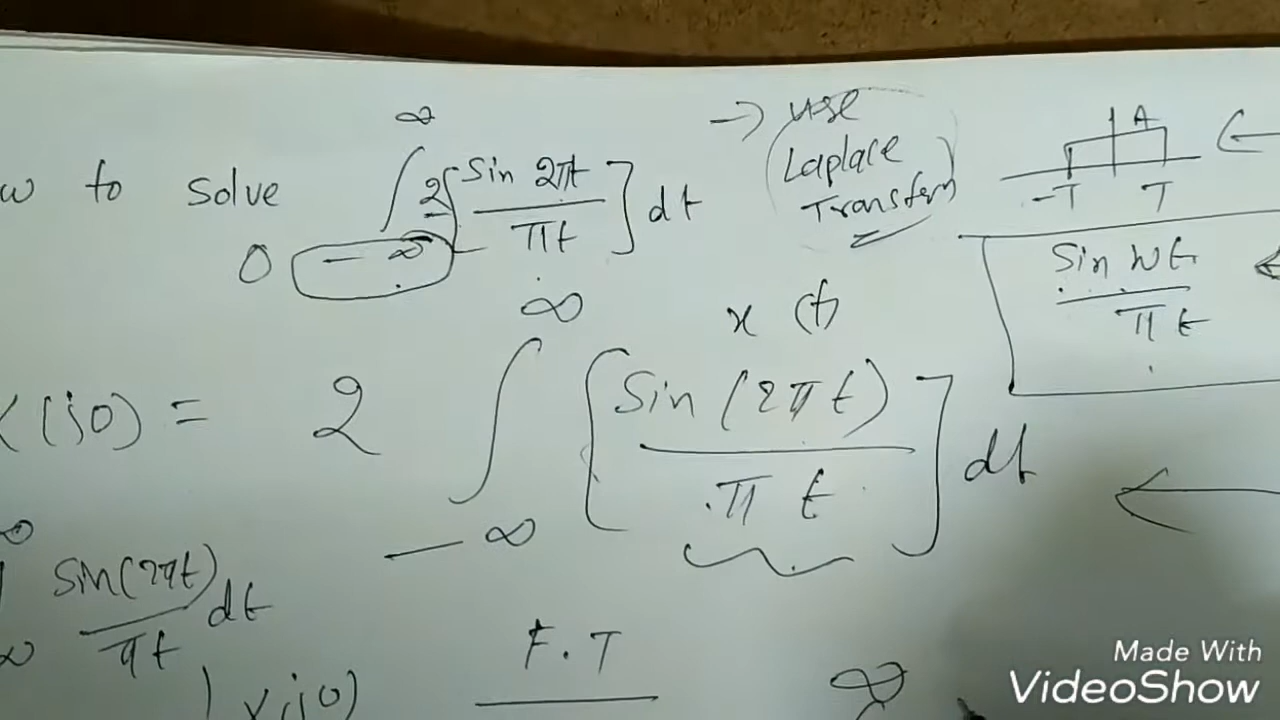 w to solve ∫ 0 - ∞ ∞ 2[ sin 2πt / πt ] dt
→ use
Laplace
Transform
A
-T T
sin wt / πt
x (t)
X (j0) = 2 ∫ -∞ ∞ [ Sin (2πt) / π t ] dt
∞ sin(2πt) / πt dt
∞
F.T
X(j0)
∞
Made With
VideoShow